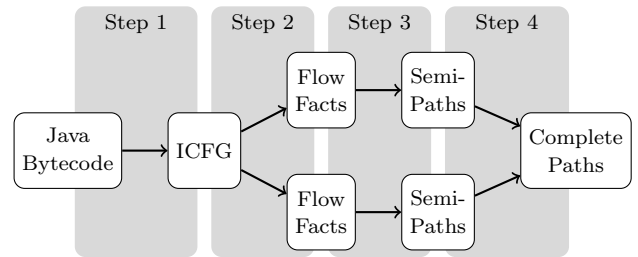 Step 1
Step 2
Step 3
Step 4
Java
Bytecode
ICFG
Flow
Facts
Semi-
Paths
Flow
Facts
Semi-
Paths
Complete
Paths